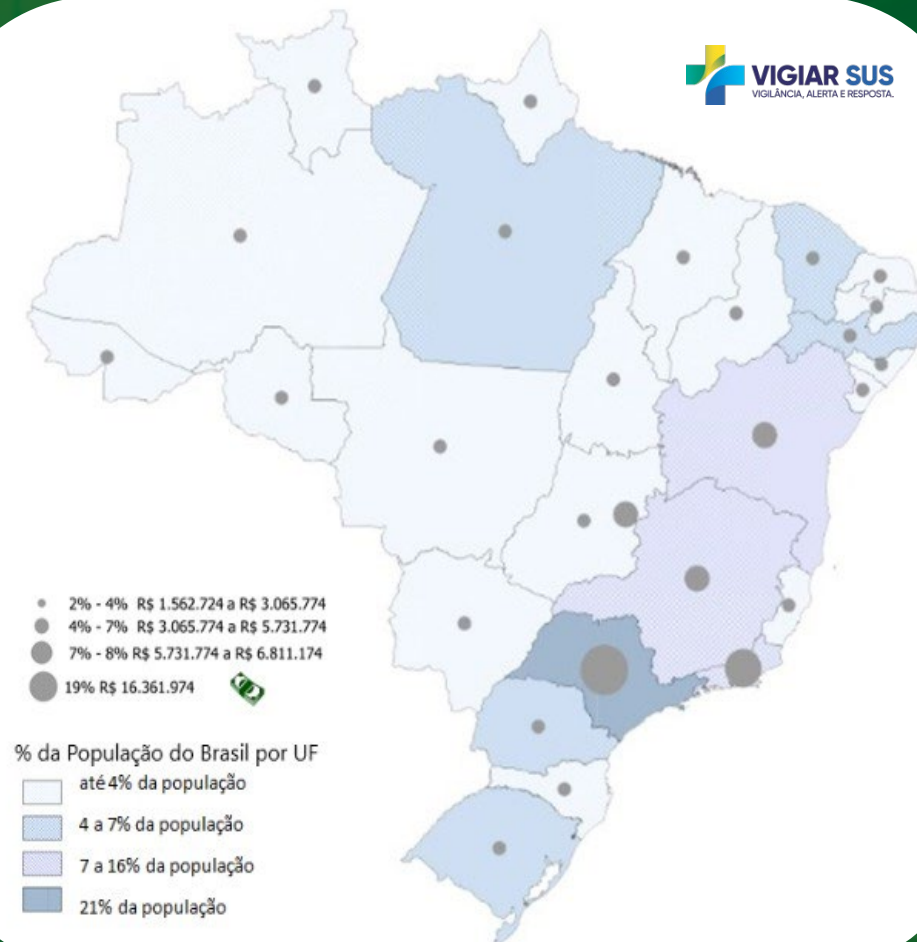 VIGIAR SUS
VIGILÂNCIA, ALERTA E RESPOSTA.
2% - 4% R$ 1.562.724 a R$ 3.065.774
4% - 7% R$ 3.065.774 a R$ 5.731.774
7% - 8% R$ 5.731.774 a R$ 6.811.174
19% R$ 16.361.974
% da População do Brasil por UF
até 4% da população
4 a 7% da população
7 a 16% da população
21% da população